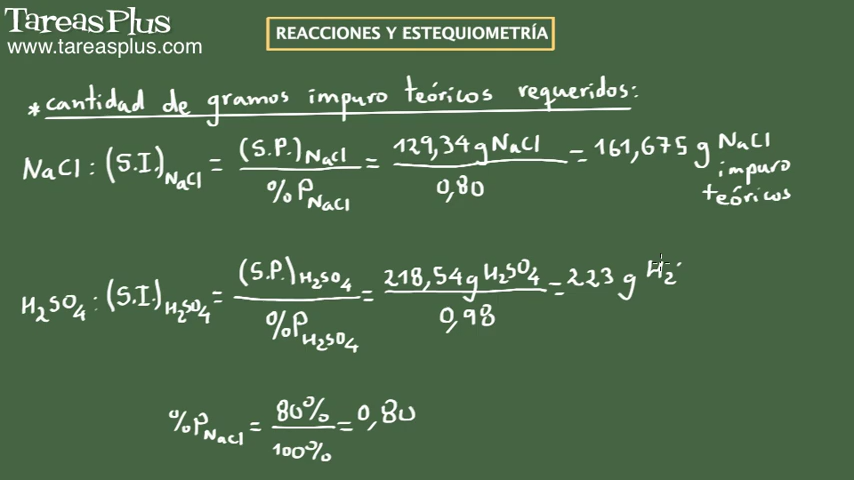 TAREASPLUS
www.tareasplus.com
REACCIONES Y ESTEQUIOMETRÍA
*cantidad de gramos impuro teóricos requeridos:
NaCl: (S.I.)NaCl = (S.P.)NaCl / %PNaCl = 129,34 g NaCl / 0,80 = 161,675 g NaCl
impuro
teóricos
H2SO4: (S.I.)H2SO4 = (S.P.)H2SO4 / %PH2SO4 = 218,54 g H2SO4 / 0,98 = 223 g H2
%PNaCl = 80% / 100% = 0,80